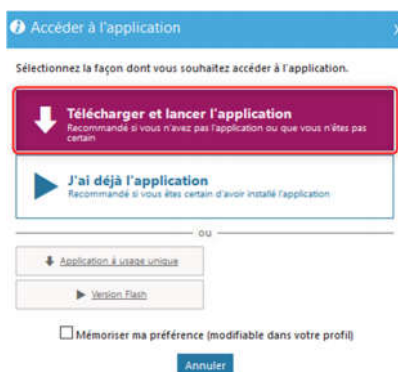 Accéder à l'application
Sélectionnez la façon dont vous souhaitez accéder à l'application.
Télécharger et lancer l'application
Recommandé si vous n'avez pas l'application ou que vous n'êtes pas
certain
J'ai déjà l'application
Recommandé si vous êtes certain d'avoir installé l'application
ou
Application à usage unique
Version Flash
Mémoriser ma préférence (modifiable dans votre profil)
Annuler